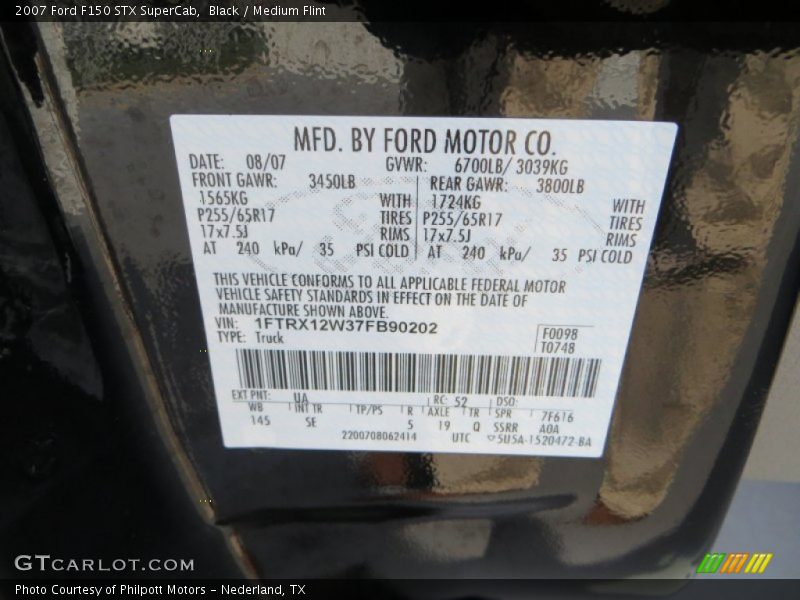 2007 Ford F150 STX SuperCab, Black / Medium Flint
MFD. BY FORD MOTOR CO.
DATE: 08/07 GVWR: 6700LB/ 3039KG
FRONT GAWR: 3450LB REAR GAWR: 3800LB
1565KG WITH 1724KG WITH
P255/65R17 TIRES P255/65R17 TIRES
17x7.5J RIMS 17x7.5J RIMS
AT 240 kPa/ 35 PSI COLD AT 240 kPa/ 35 PSI COLD
THIS VEHICLE CONFORMS TO ALL APPLICABLE FEDERAL MOTOR
VEHICLE SAFETY STANDARDS IN EFFECT ON THE DATE OF
MANUFACTURE SHOWN ABOVE.
VIN: 1FTRX12W37FB90202 F0098
TYPE: Truck T0748
EXT PNT: UA RC: 52 DSO:
WB INT TR TP/PS R AXLE TR SPR 7F616
145 SE 5 19 Q SSRR A0A
2200708062414 UTC 5U5A-1520472-BA
GTCARLOT.COM
Photo Courtesy of Philpott Motors - Nederland, TX